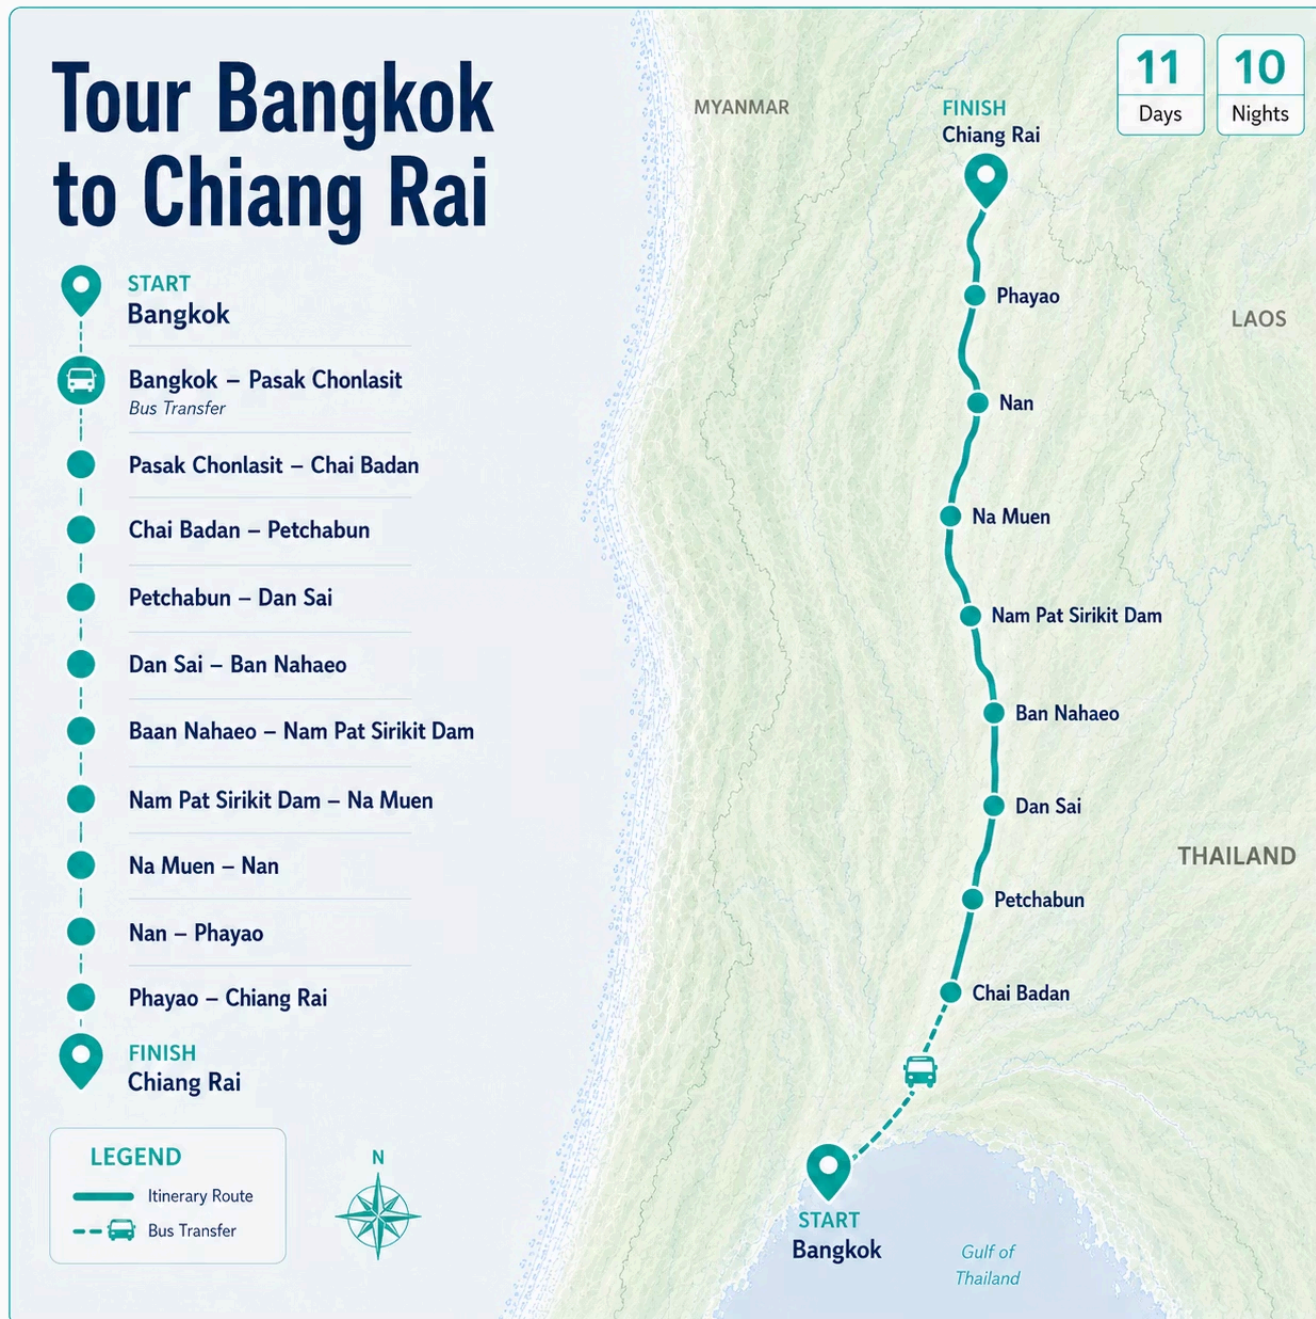 Tour Bangkok
to Chiang Rai
START
Bangkok
Bangkok – Pasak Chonlasit
Bus Transfer
Pasak Chonlasit – Chai Badan
Chai Badan – Petchabun
Petchabun – Dan Sai
Dan Sai – Ban Nahaeo
Baan Nahaeo – Nam Pat Sirikit Dam
Nam Pat Sirikit Dam – Na Muen
Na Muen – Nan
Nan – Phayao
Phayao – Chiang Rai
FINISH
Chiang Rai
LEGEND
Itinerary Route
Bus Transfer
N
11
Days
10
Nights
MYANMAR
FINISH
Chiang Rai
Phayao
LAOS
Nan
Na Muen
Nam Pat Sirikit Dam
Ban Nahaeo
Dan Sai
THAILAND
Petchabun
Chai Badan
START
Bangkok
Gulf of
Thailand